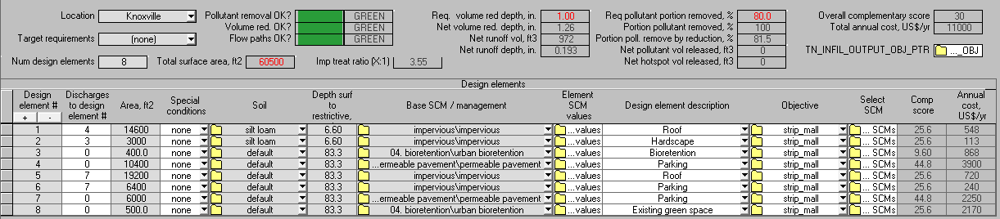 Location Knoxville Pollutant removal OK? GREEN Req. volume red depth, in. 1.00 Req pollutant portion removed, % 80.0 Overall complementary score 30
Volume red. OK? GREEN Net volume red. depth, in. 1.26 Portion pollutant removed, % 100 Total annual cost, US$/yr 11000
Target requirements (none) Flow paths OK? GREEN Net runoff vol, ft3 972 Portion poll. remove by reduction, % 81.5
Net runoff depth, in. 0.193 Net pollutant vol released, ft3 0 TN_INFIL_OUTPUT_OBJ_PTR ..._OBJ
Num design elements 8 Total surface area, ft2 60500 Imp treat ratio (X:1) 3.55 Net hotspot vol released, ft3 0
Design elements
Design element # + - Discharges to design element # Area, ft2 Special conditions Soil Depth surf to restrictive, Base SCM / management Element SCM values Design element description Objective Select SCM Comp score Annual cost, US$/yr
1 4 14600 none silt loam 6.60 impervious\impervious ...values Roof strip_mall ... SCMs 25.6 548
2 3 3000 none silt loam 6.60 impervious\impervious ...values Hardscape strip_mall ... SCMs 25.6 113
3 0 400.0 none default 83.3 04. bioretention\urban bioretention ...values Bioretention strip_mall ... SCMs 9.60 868
4 0 10400 none default 83.3 ...ermeable pavement\permeable pavement ...values Parking strip_mall ... SCMs 44.8 3900
5 7 19200 none default 83.3 impervious\impervious ...values Roof strip_mall ... SCMs 25.6 720
6 7 6400 none default 83.3 impervious\impervious ...values Parking strip_mall ... SCMs 25.6 240
7 0 6000 none default 83.3 ...ermeable pavement\permeable pavement ...values Parking strip_mall ... SCMs 44.8 2250
8 0 500.0 none default 83.3 04. bioretention\urban bioretention ...values Existing green space strip_mall ... SCMs 25.6 2170